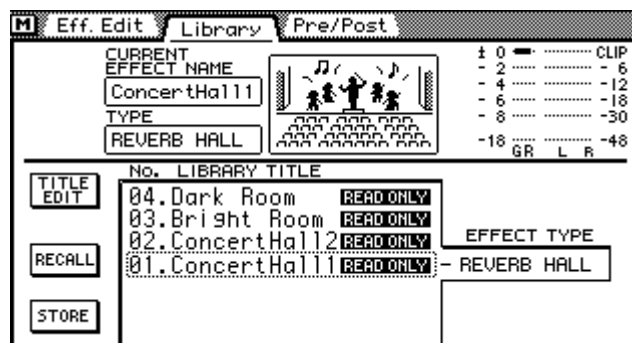 M Eff. Edit Library Pre/Post
CURRENT
EFFECT NAME
ConcertHall1
TYPE
REVERB HALL
± 0 CLIP
- 2 - 6
- 4 -12
- 6 -18
- 8 -30
-18 -48
GR L R
No. LIBRARY TITLE
TITLE
EDIT
04.Dark Room READ ONLY
03.Bright Room READ ONLY
02.ConcertHall2 READ ONLY
01.ConcertHall1 READ ONLY
EFFECT TYPE
- REVERB HALL
RECALL
STORE